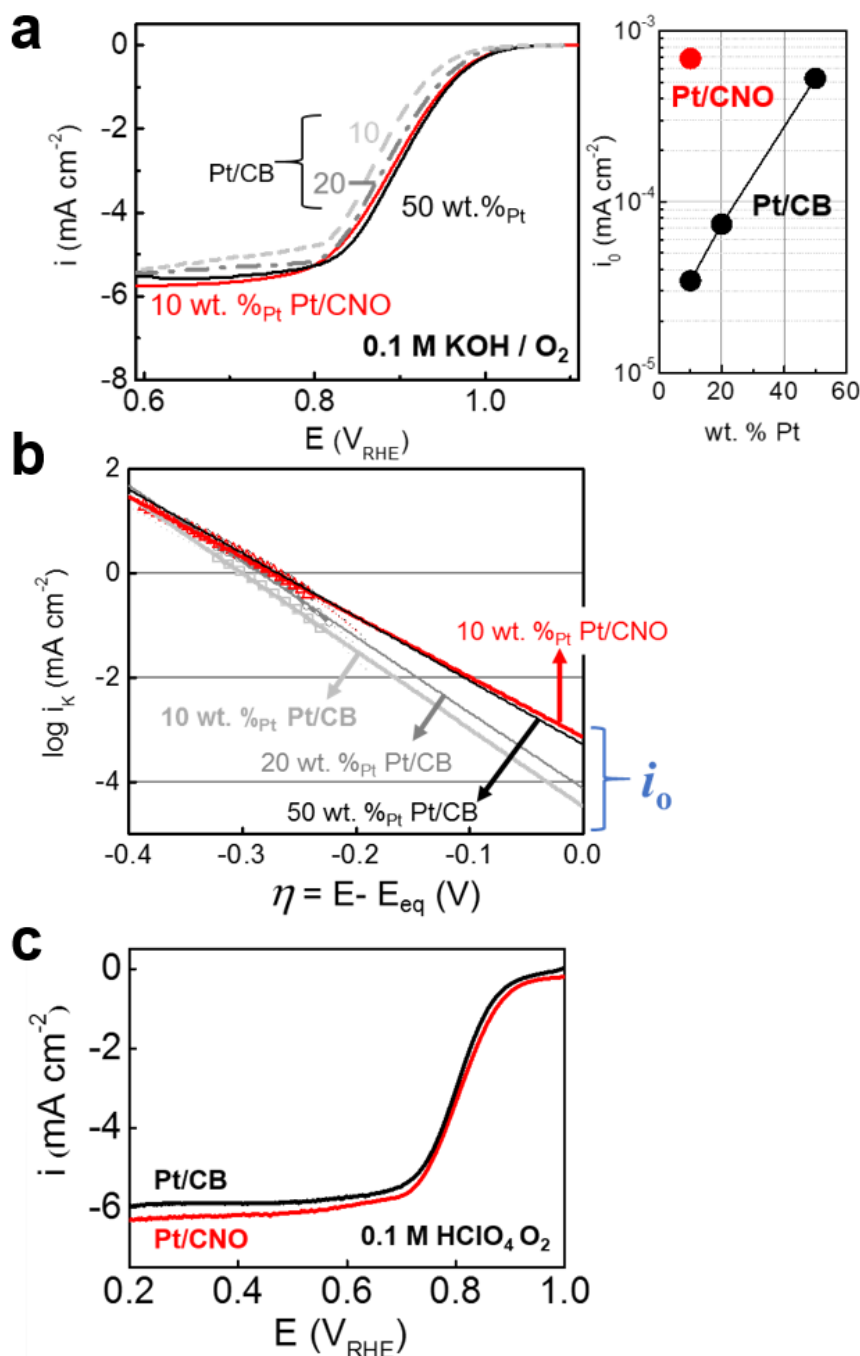 a
0
-2
-4
-6
-8
i (mA cm-2)
Pt/CB
10
20
50 wt.%Pt
10 wt. %Pt Pt/CNO
0.1 M KOH / O2
0.6
0.8
1.0
E (VRHE)
10-3
10-4
10-5
i0 (mA cm-2)
Pt/CNO
Pt/CB
0
20
40
60
wt. % Pt
b
2
0
-2
-4
log iK (mA cm-2)
10 wt. %Pt Pt/CNO
10 wt. %Pt Pt/CB
20 wt. %Pt Pt/CB
50 wt. %Pt Pt/CB
i0
-0.4
-0.3
-0.2
-0.1
0.0
η = E- Eeq (V)
c
0
-2
-4
-6
i (mA cm-2)
Pt/CB
Pt/CNO
0.1 M HClO4 O2
0.2
0.4
0.6
0.8
1.0
E (VRHE)